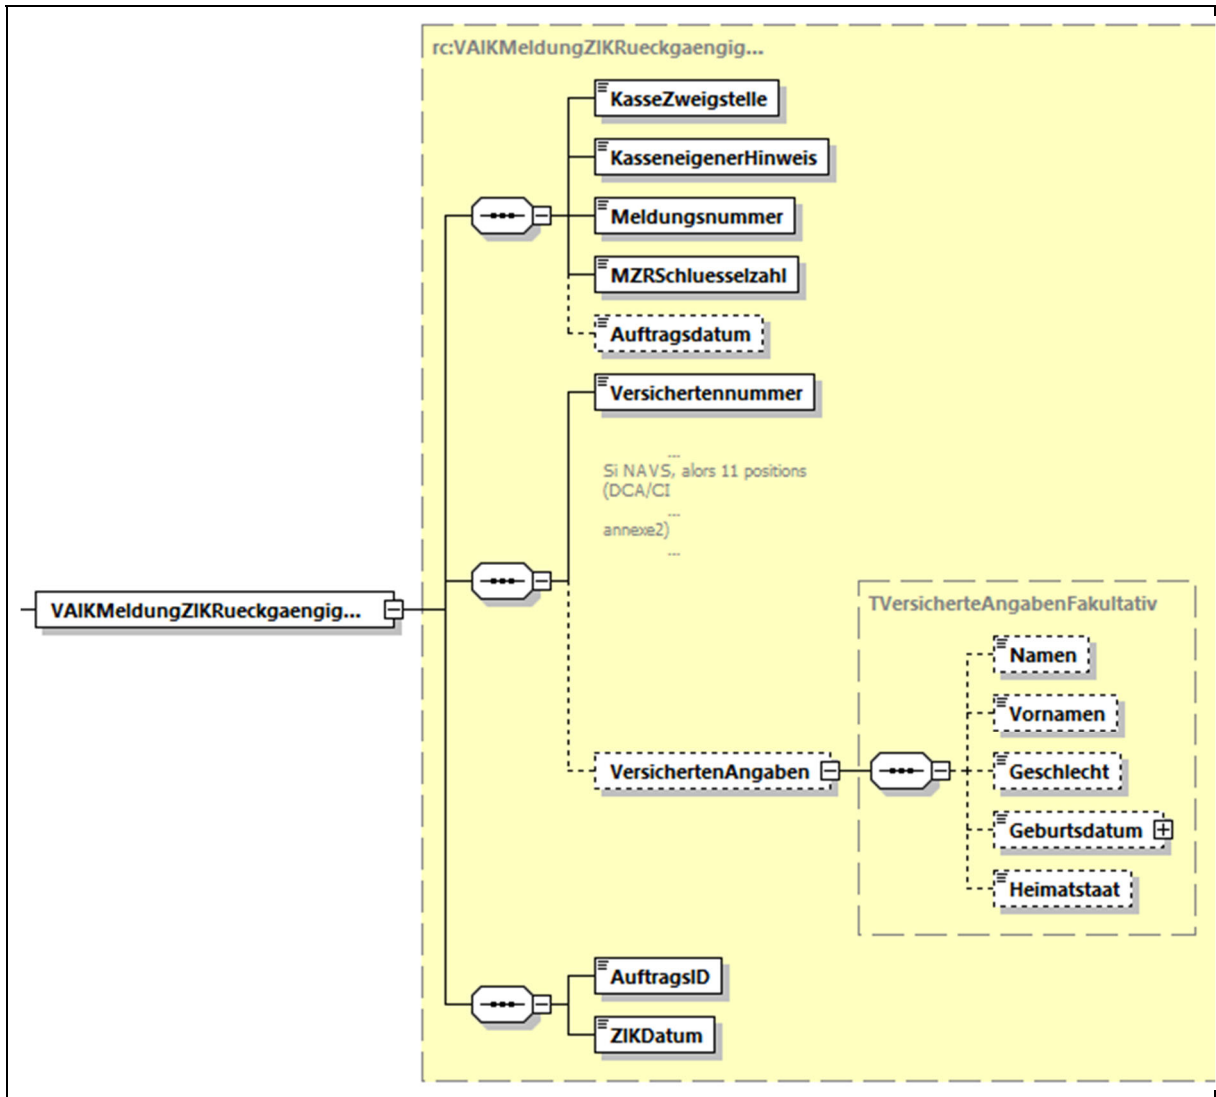 rc:VAIKMeldungZIKRueckgaengig...
KasseZweigstelle
KasseneigenerHinweis
Meldungsnummer
MZRSchluesselzahl
Auftragsdatum
Versichertennummer
...
Si NAVS, alors 11 positions
(DCA/CI
...
annexe2)
...
VAIKMeldungZIKRueckgaengig...
TVersicherteAngabenFakultativ
Namen
Vornamen
VersichertenAngaben
Geschlecht
Geburtsdatum
Heimatstaat
AuftragsID
ZIKDatum